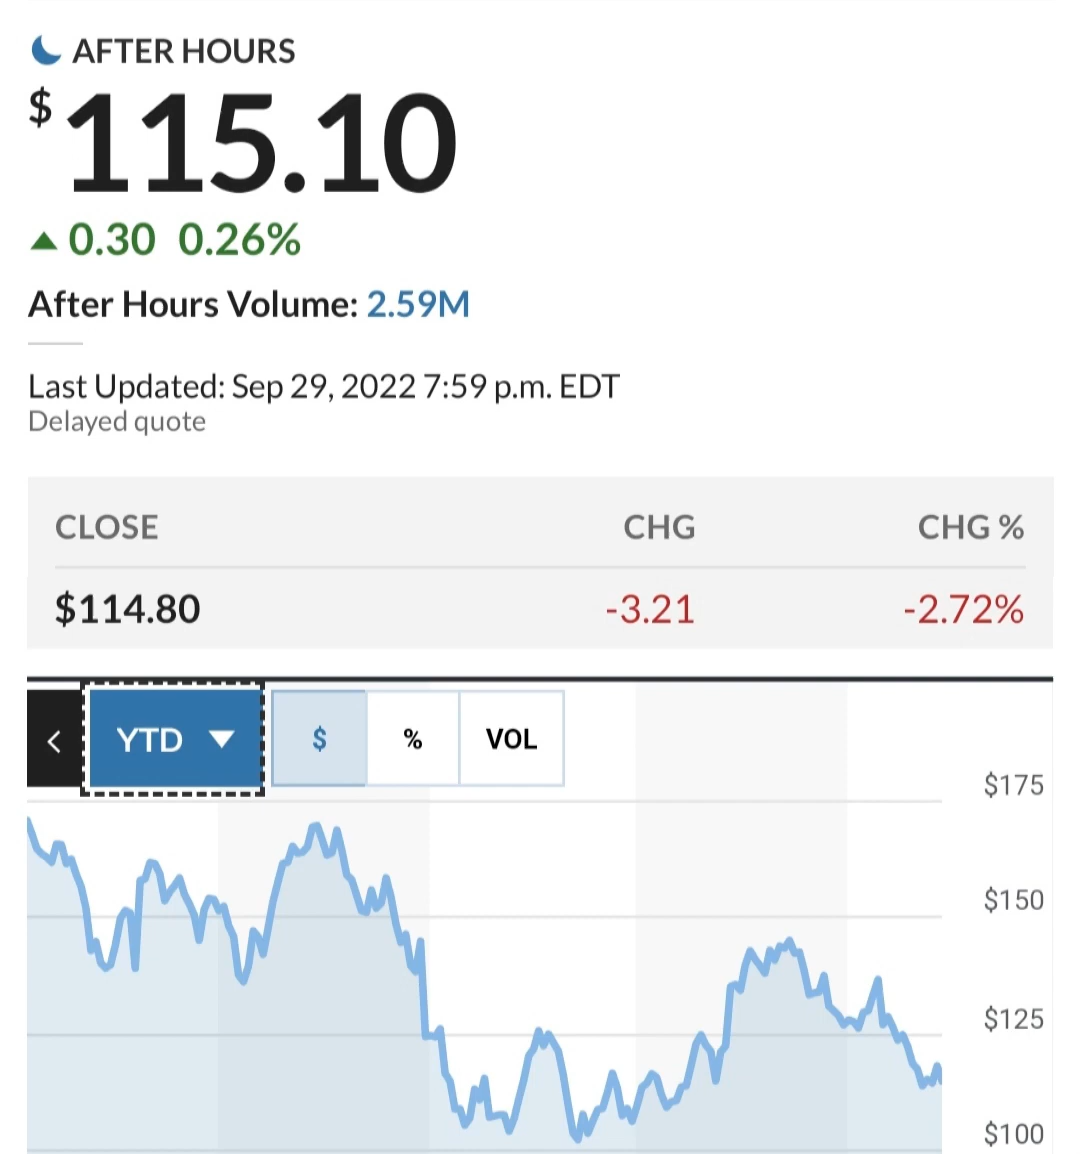 AFTER HOURS
$115.10
▲ 0.30 0.26%
After Hours Volume: 2.59M
Last Updated: Sep 29, 2022 7:59 p.m. EDT
Delayed quote
CLOSE CHG CHG %
$114.80 -3.21 -2.72%
< YTD ▼ $ % VOL
$175
$150
$125
$100